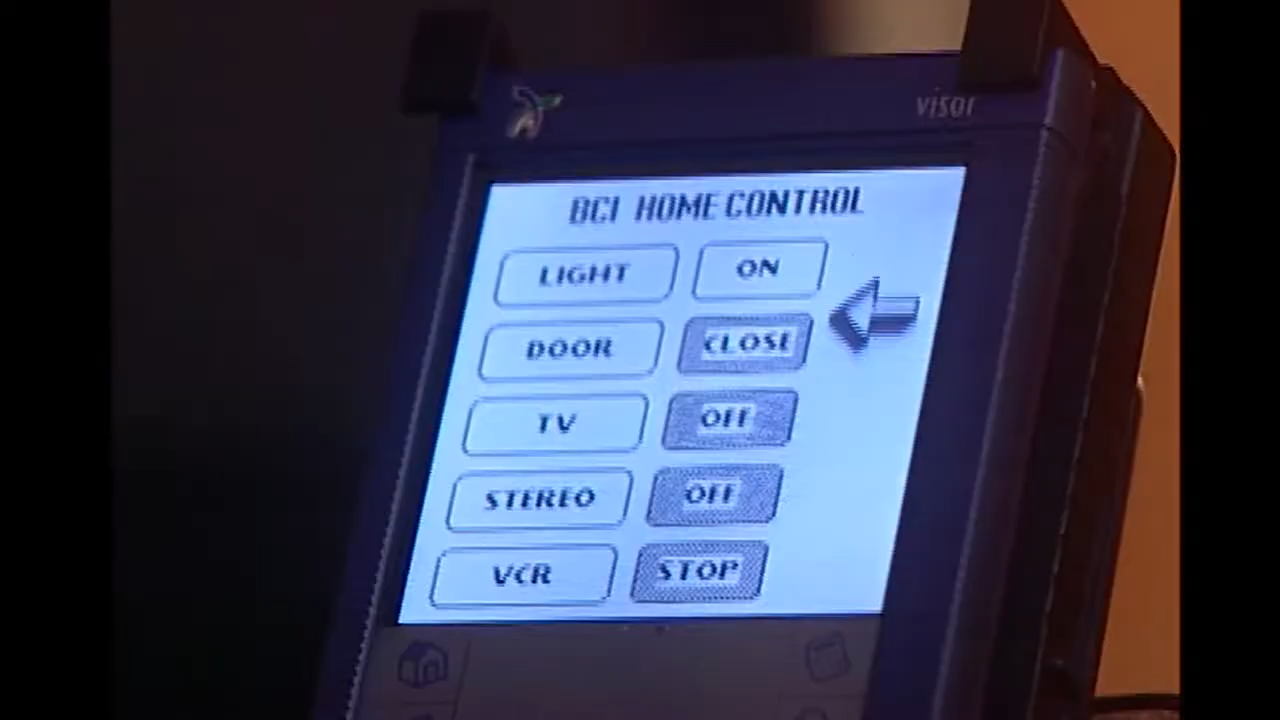 visor
BCI HOME CONTROL
LIGHT ON
DOOR CLOSE
TV OFF
STEREO OFF
VCR STOP